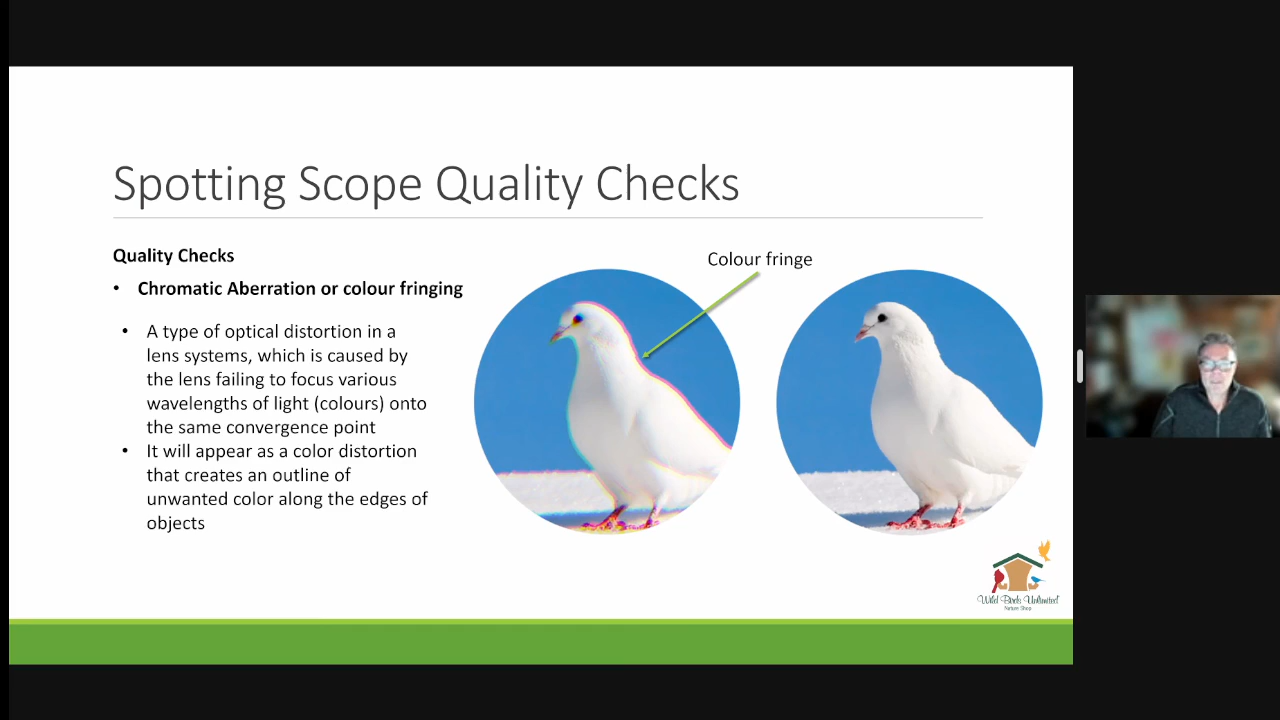 Spotting Scope Quality Checks
Quality Checks
• Chromatic Aberration or colour fringing
• A type of optical distortion in a
lens systems, which is caused by
the lens failing to focus various
wavelengths of light (colours) onto
the same convergence point
• It will appear as a color distortion
that creates an outline of
unwanted color along the edges of
objects
Colour fringe
Wild Birds Unlimited
Nature Shop